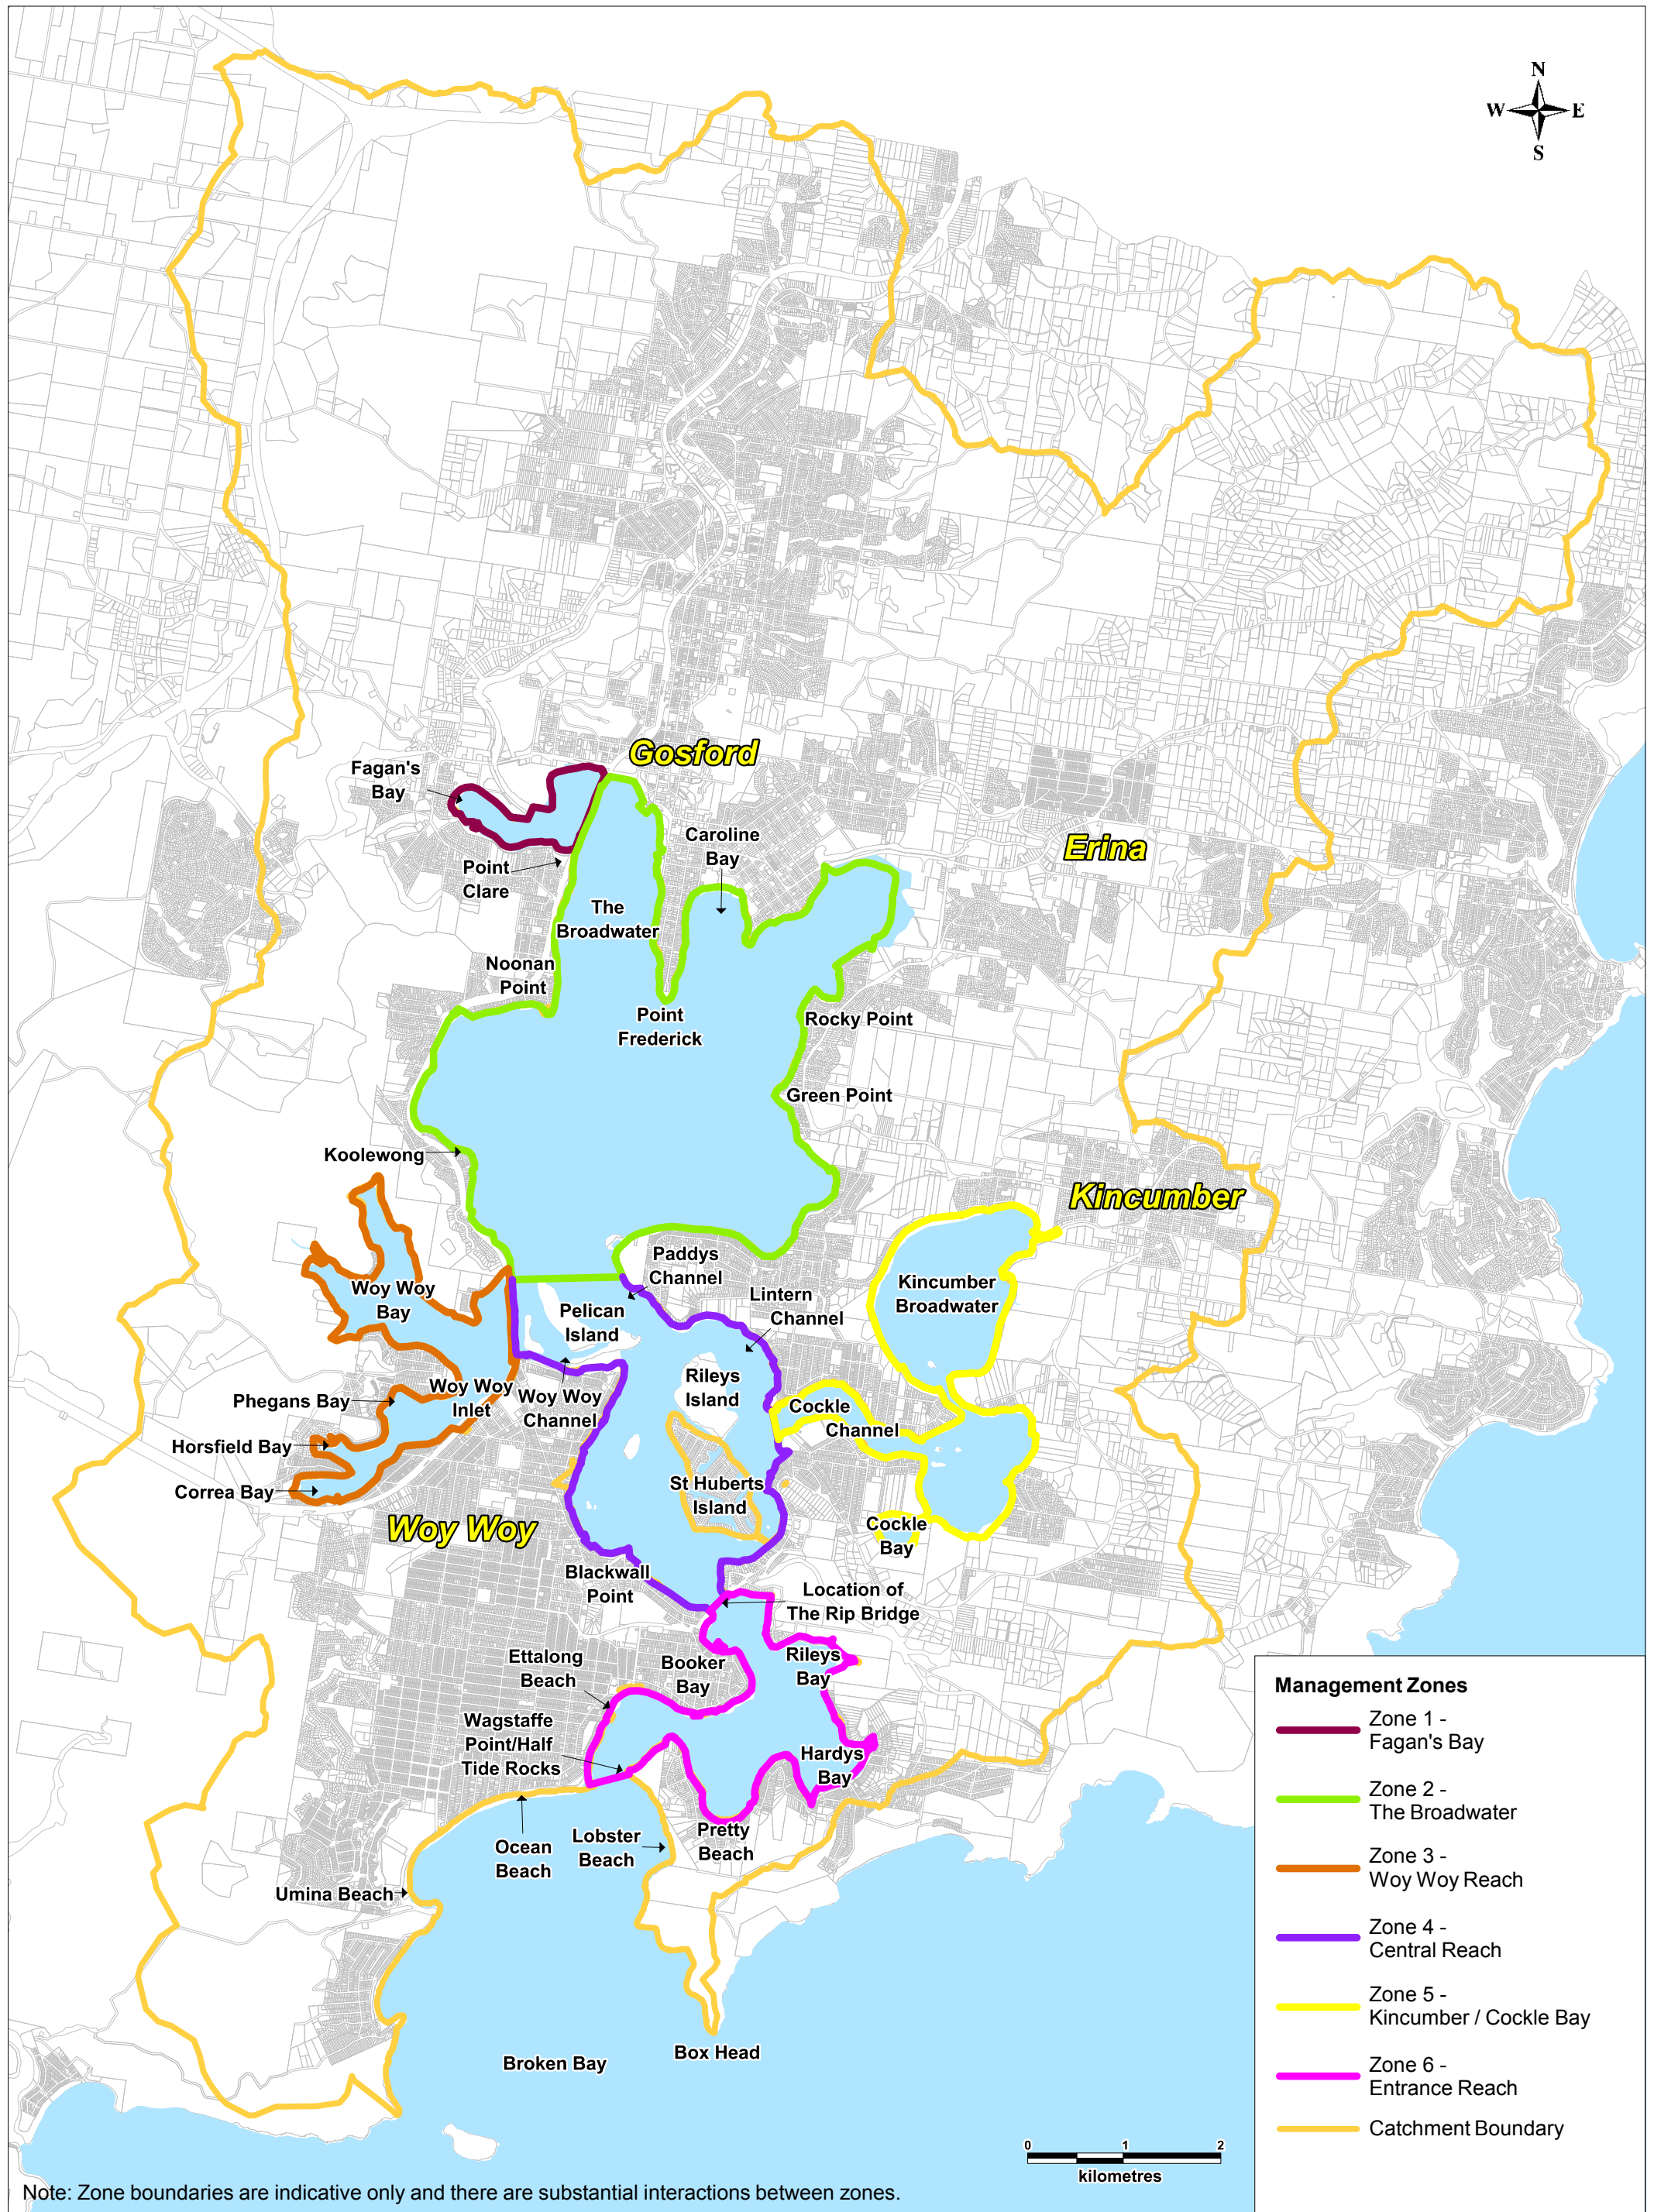 N
W E
S
Gosford
Fagan's
Bay
Caroline
Bay
Erina
Point
Clare
The
Broadwater
Noonan
Point
Point
Frederick
Rocky Point
Green Point
Koolewong
Kincumber
Paddys
Channel
Woy Woy
Bay
Kincumber
Broadwater
Lintern
Channel
Pelican
Island
Rileys
Island
Phegans Bay
Woy Woy
Inlet
Woy Woy
Channel
Cockle
Channel
Horsfield Bay
Correa Bay
St Huberts
Island
Woy Woy
Cockle
Bay
Blackwall
Point
Location of
The Rip Bridge
Ettalong
Beach
Booker
Bay
Rileys
Bay
Wagstaffe
Point/Half
Tide Rocks
Hardys
Bay
Pretty
Beach
Ocean
Beach
Lobster
Beach
Umina Beach
Box Head
Broken Bay
Management Zones
Zone 1 -
Fagan's Bay
Zone 2 -
The Broadwater
Zone 3 -
Woy Woy Reach
Zone 4 -
Central Reach
Zone 5 -
Kincumber / Cockle Bay
Zone 6 -
Entrance Reach
Catchment Boundary
0 1 2
kilometres
Note: Zone boundaries are indicative only and there are substantial interactions between zones.